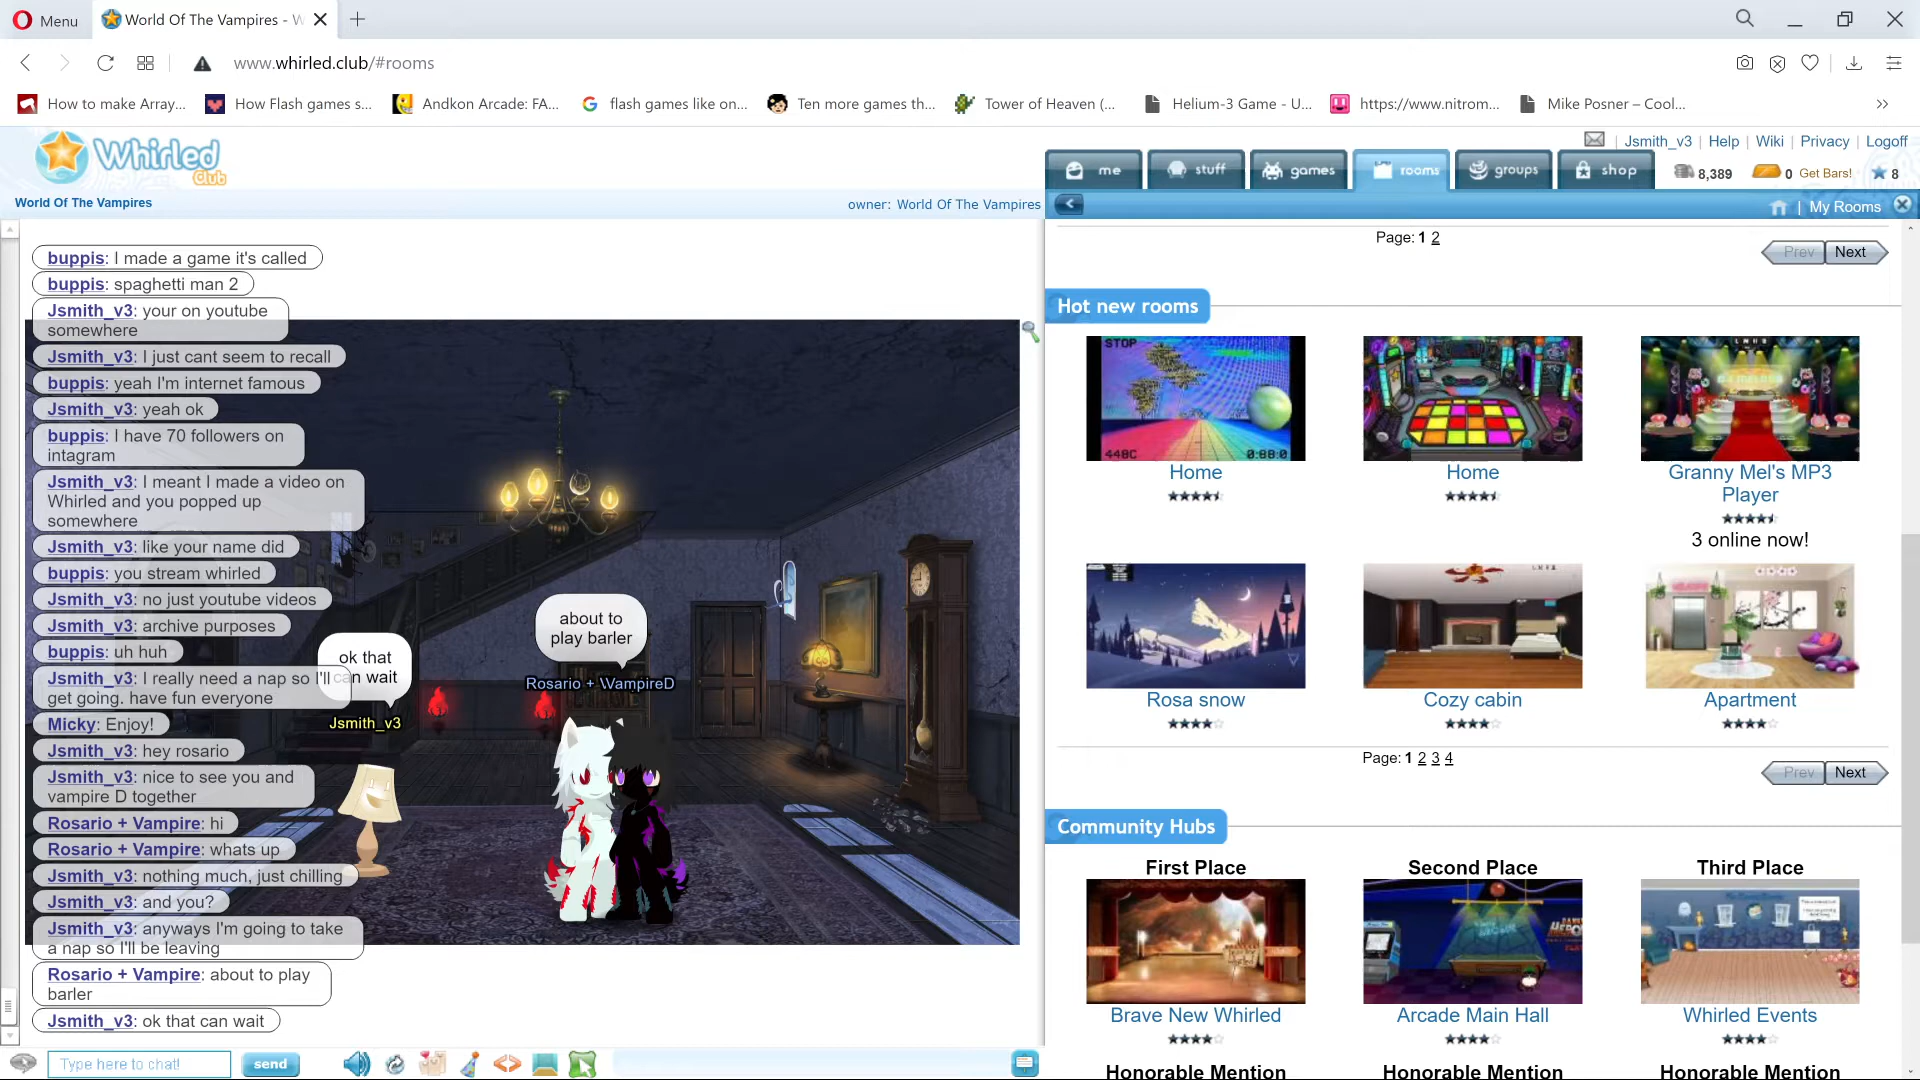 Menu
World Of The Vampires - W
www.whirled.club/#rooms
How to make Array...
How Flash games s...
Andkon Arcade: FA...
flash games like on...
Ten more games th...
Tower of Heaven (...
Helium-3 Game - U...
https://www.nitrom...
Mike Posner – Cool...
Whirled
Club
Jsmith_v3 | Help | Wiki | Privacy | Logoff
me
stuff
games
rooms
groups
shop
8,389
0 Get Bars!
8
World Of The Vampires
owner: World Of The Vampires
| My Rooms
buppis: I made a game it's called
buppis: spaghetti man 2
Jsmith_v3: your on youtube
somewhere
Jsmith_v3: I just cant seem to recall
buppis: yeah I'm internet famous
Jsmith_v3: yeah ok
buppis: I have 70 followers on
intagram
Jsmith_v3: I meant I made a video on
Whirled and you popped up
somewhere
Jsmith_v3: like your name did
buppis: you stream whirled
Jsmith_v3: no just youtube videos
Jsmith_v3: archive purposes
buppis: uh huh
Jsmith_v3: I really need a nap so I'll
get going. have fun everyone
Micky: Enjoy!
Jsmith_v3: hey rosario
Jsmith_v3: nice to see you and
vampire D together
Rosario + Vampire: hi
Rosario + Vampire: whats up
Jsmith_v3: nothing much, just chilling
Jsmith_v3: and you?
Jsmith_v3: anyways I'm going to take
a nap so I'll be leaving
Rosario + Vampire: about to play
barler
Jsmith_v3: ok that can wait
ok that
can wait
Jsmith_v3
about to
play barler
Rosario + WampireD
Type here to chat!
send
Page: 1 2
Prev
Next
Hot new rooms
STOP
448C
0:88:0
Home
Home
Granny Mel's MP3
Player
3 online now!
Rosa snow
Cozy cabin
Apartment
Page: 1 2 3 4
Prev
Next
Community Hubs
First Place
Second Place
Third Place
Brave New Whirled
Arcade Main Hall
Whirled Events
Honorable Mention
Honorable Mention
Honorable Mention